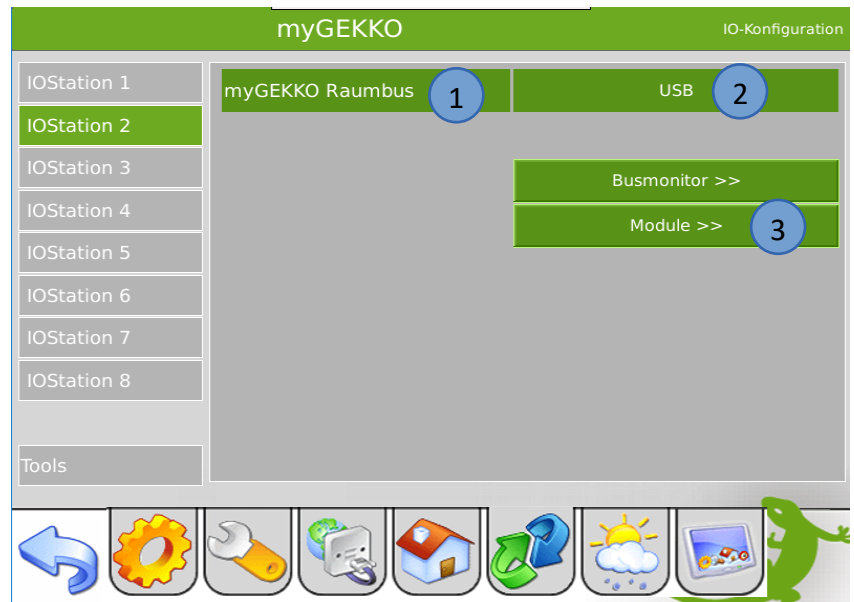 myGEKKO
IO-Konfiguration
IOStation 1
myGEKKO Raumbus 1
USB 2
IOStation 2
IOStation 3
Busmonitor >>
IOStation 4
Module >> 3
IOStation 5
IOStation 6
IOStation 7
IOStation 8
Tools